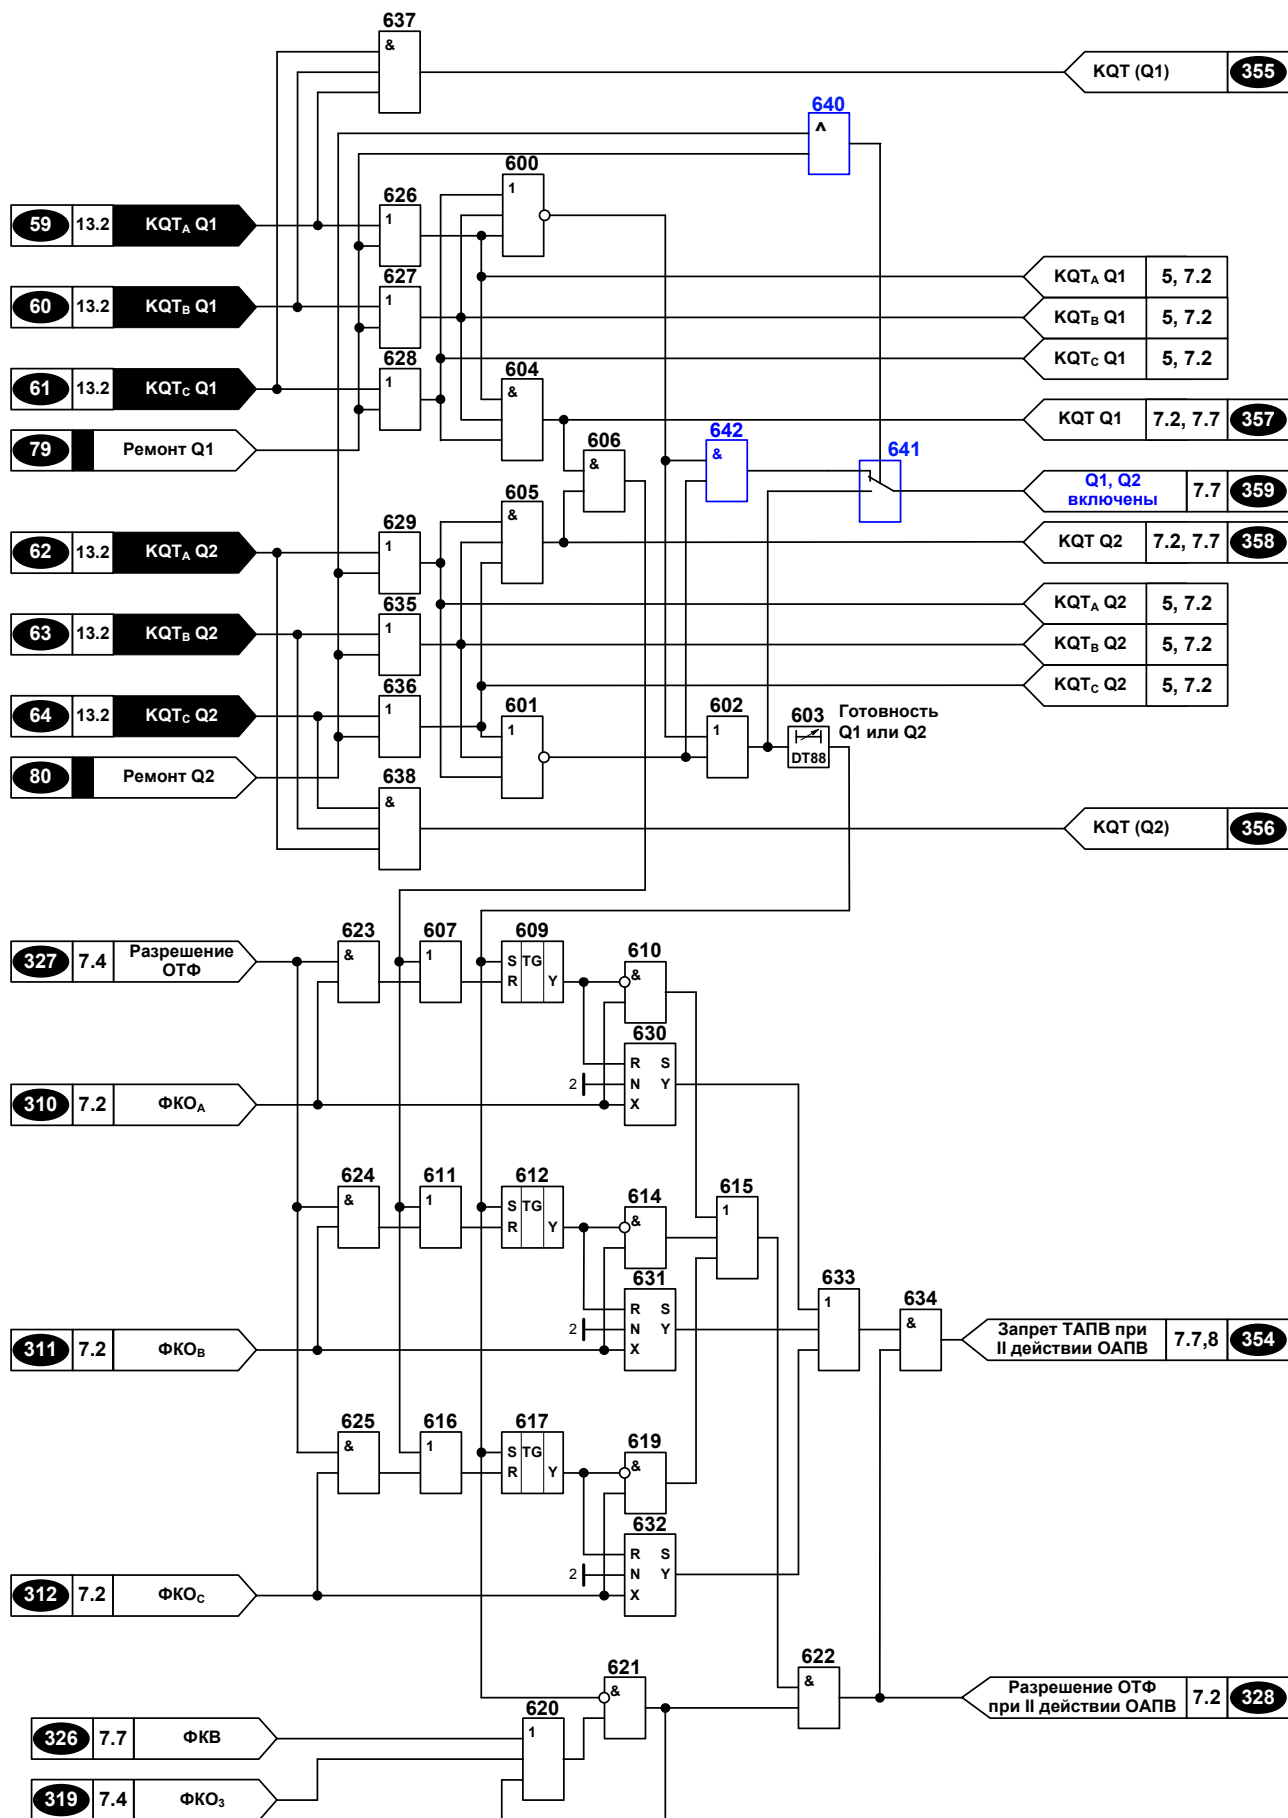 637
&
KQT (Q1) 355
640
^
600
1
626
1
59 13.2 KQTA Q1
627
1
KQTA Q1 5, 7.2
60 13.2 KQTB Q1
KQTB Q1 5, 7.2
628
1
KQTC Q1 5, 7.2
604
&
61 13.2 KQTC Q1
KQT Q1 7.2, 7.7 357
606
&
642
&
641
79 Ремонт Q1
Q1, Q2
включены
7.7 359
605
&
629
1
62 13.2 KQTA Q2
KQT Q2 7.2, 7.7 358
635
1
KQTA Q2 5, 7.2
63 13.2 KQTB Q2
KQTB Q2 5, 7.2
636
1
KQTC Q2 5, 7.2
64 13.2 KQTC Q2
601
1
602
1
603
DT88
Готовность
Q1 или Q2
80 Ремонт Q2
638
&
KQT (Q2) 356
623
&
607
1
609
S TG
R Y
610
&
327 7.4 Разрешение
ОТФ
630
R S
2 N Y
X
310 7.2 ФКОA
624
&
611
1
612
S TG
R Y
614
&
615
1
631
R S
2 N Y
X
633
1
634
&
311 7.2 ФКОB
Запрет ТАПВ при
II действии ОАПВ
7.7,8 354
625
&
616
1
617
S TG
R Y
619
&
632
R S
2 N Y
X
312 7.2 ФКОC
621
&
622
&
Разрешение ОТФ
при II действии ОАПВ
7.2 328
620
1
326 7.7 ФКВ
319 7.4 ФКО3